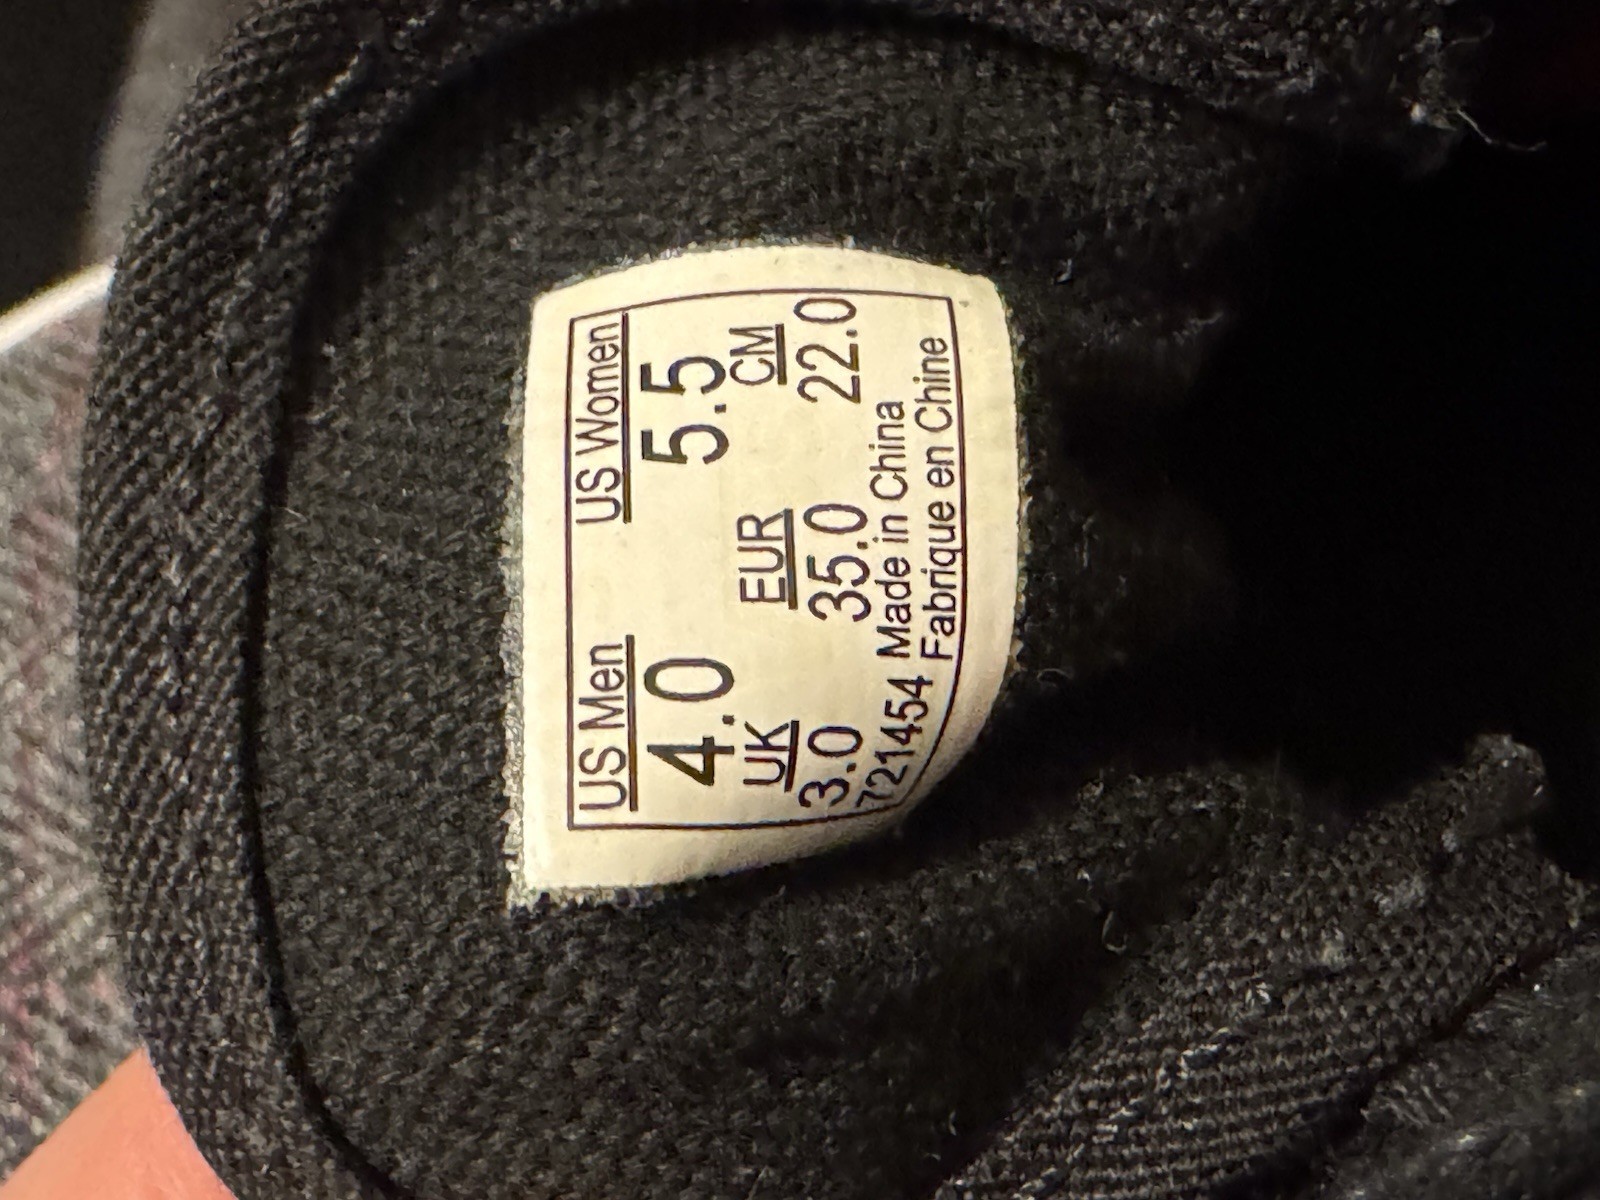 US Men US Women
4.0 5.5
UK EUR CM
3.0 35.0 22.0
721454 Made in China
Fabrique en Chine